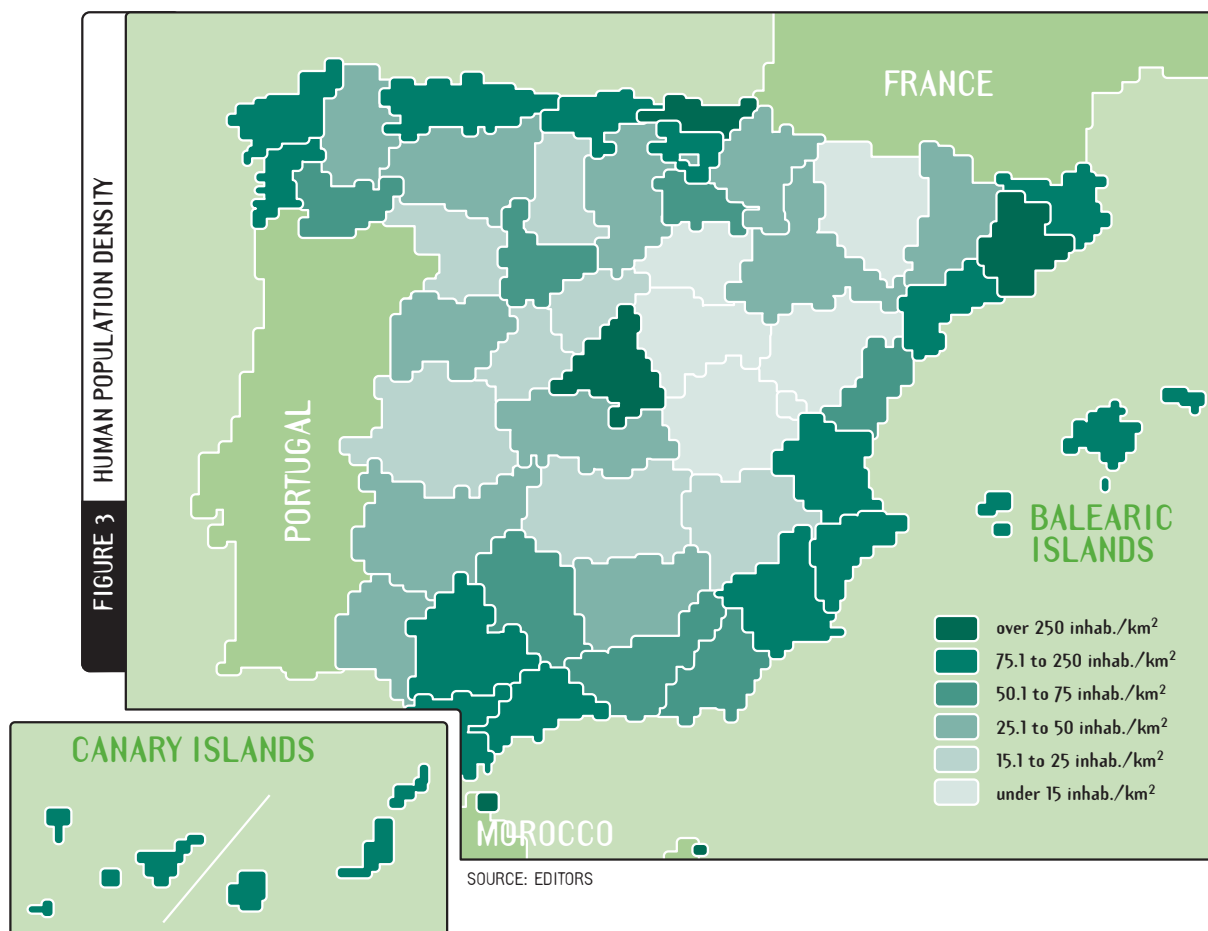 FIGURE 3
HUMAN POPULATION DENSITY
FRANCE
PORTUGAL
BALEARIC
ISLANDS
over 250 inhab./km²
75.1 to 250 inhab./km²
50.1 to 75 inhab./km²
25.1 to 50 inhab./km²
15.1 to 25 inhab./km²
under 15 inhab./km²
CANARY ISLANDS
MOROCCO
SOURCE: EDITORS